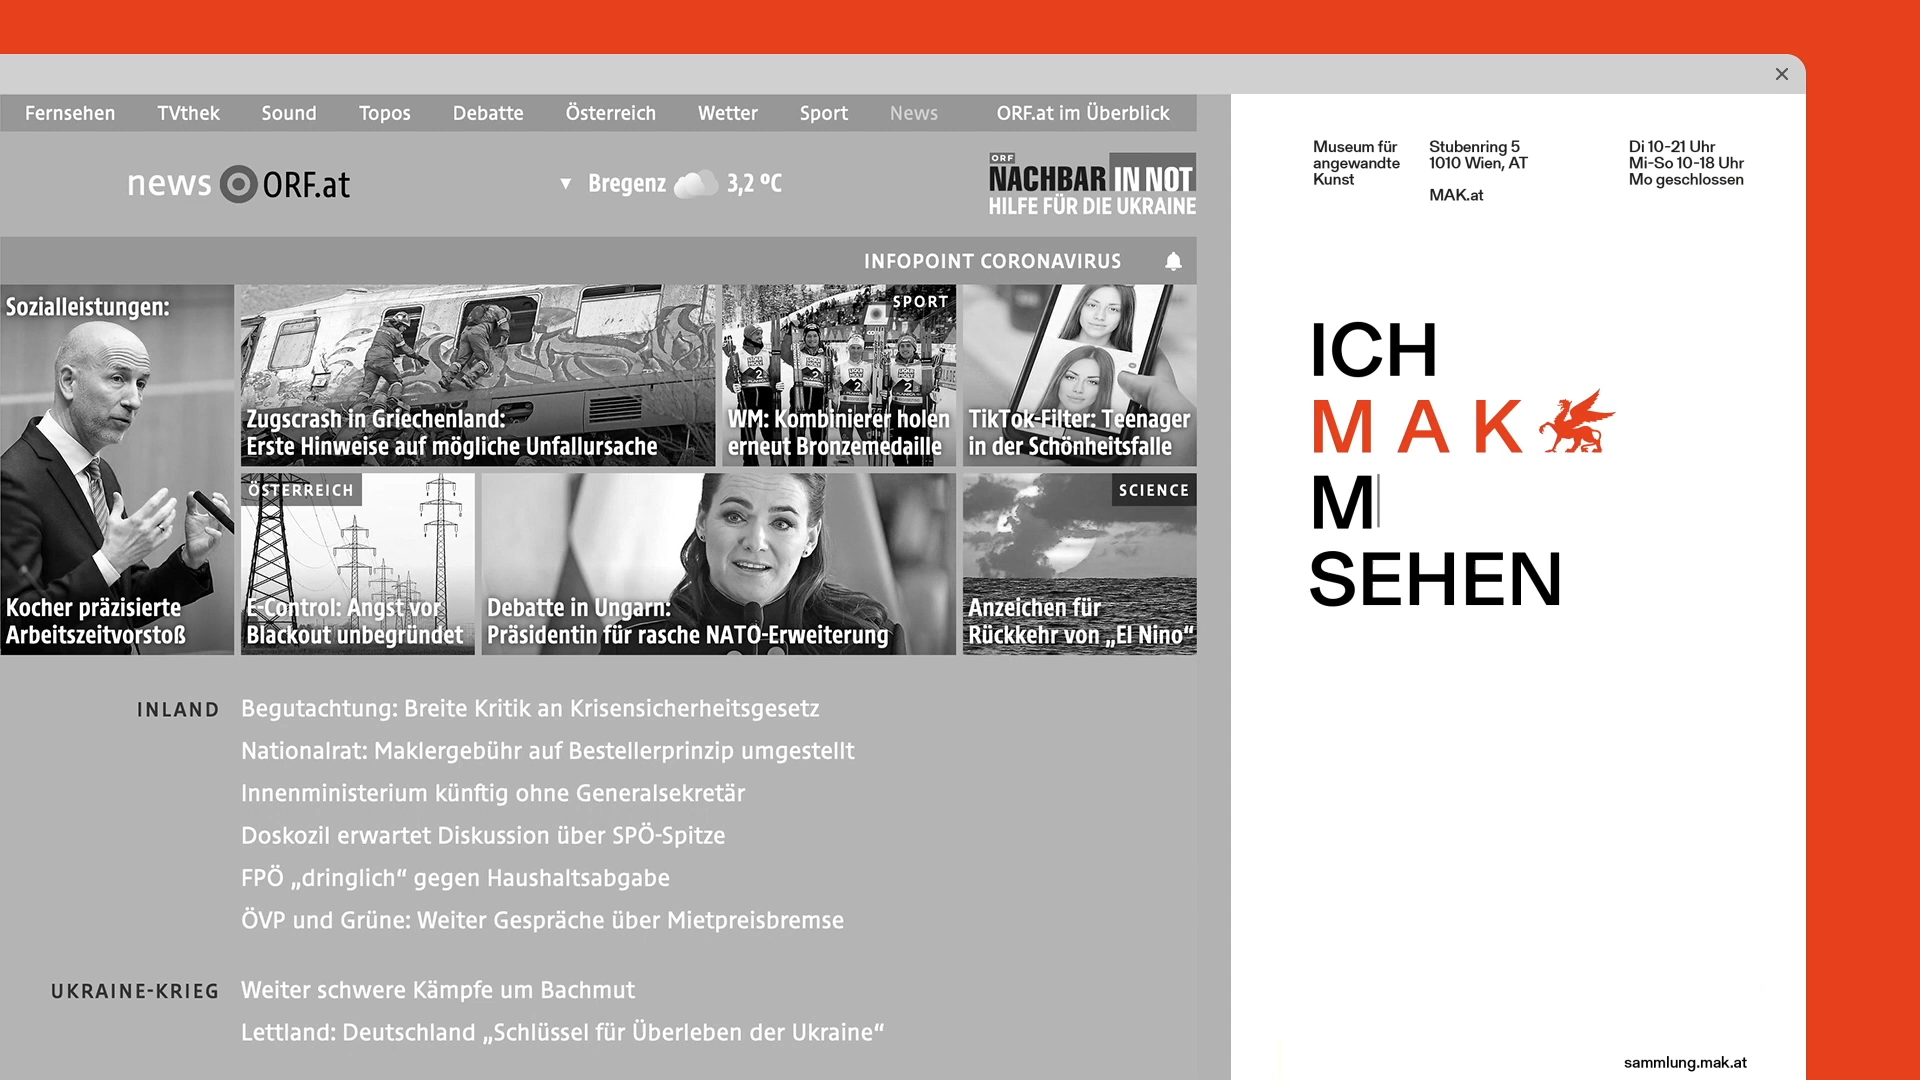 Fernsehen TVthek Sound Topos Debatte Österreich Wetter Sport News ORF.at im Überblick
news ORF.at
▼ Bregenz 3,2 ºC
ORF
NACHBAR IN NOT
HILFE FÜR DIE UKRAINE
INFOPOINT CORONAVIRUS
Sozialleistungen:
Kocher präzisierte
Arbeitszeitvorstoß
Zugscrash in Griechenland:
Erste Hinweise auf mögliche Unfallursache
SPORT
WM: Kombinierer holen
erneut Bronzemedaille
TikTok-Filter: Teenager
in der Schönheitsfalle
ÖSTERREICH
E-Control: Angst vor
Blackout unbegründet
Debatte in Ungarn:
Präsidentin für rasche NATO-Erweiterung
SCIENCE
Anzeichen für
Rückkehr von „El Nino“
INLAND
Begutachtung: Breite Kritik an Krisensicherheitsgesetz
Nationalrat: Maklergebühr auf Bestellerprinzip umgestellt
Innenministerium künftig ohne Generalsekretär
Doskozil erwartet Diskussion über SPÖ-Spitze
FPÖ „dringlich“ gegen Haushaltsabgabe
ÖVP und Grüne: Weiter Gespräche über Mietpreisbremse
UKRAINE-KRIEG
Weiter schwere Kämpfe um Bachmut
Lettland: Deutschland „Schlüssel für Überleben der Ukraine“
Museum für
angewandte
Kunst
Stubenring 5
1010 Wien, AT
MAK.at
Di 10-21 Uhr
Mi-So 10-18 Uhr
Mo geschlossen
ICH
MAK
M
SEHEN
sammlung.mak.at